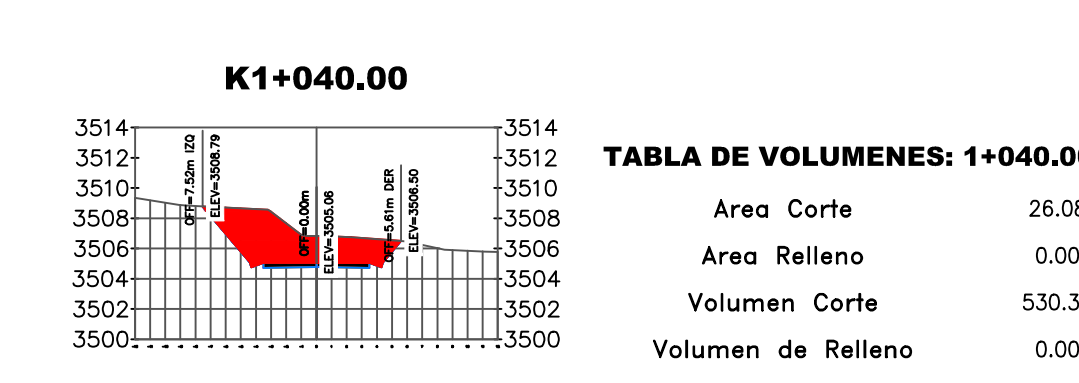 K1+040.00
3514 3514
3512 3512
3510 3510
3508 3508
3506 3506
3504 3504
3502 3502
3500 3500
OFF=7.52m IZQ
ELEV=3508.79
OFF=0.00m
ELEV=3505.06
OFF=5.61m DER
ELEV=3506.50
TABLA DE VOLUMENES: 1+040.0
Area Corte 26.08
Area Relleno 0.00
Volumen Corte 530.3
Volumen de Relleno 0.00